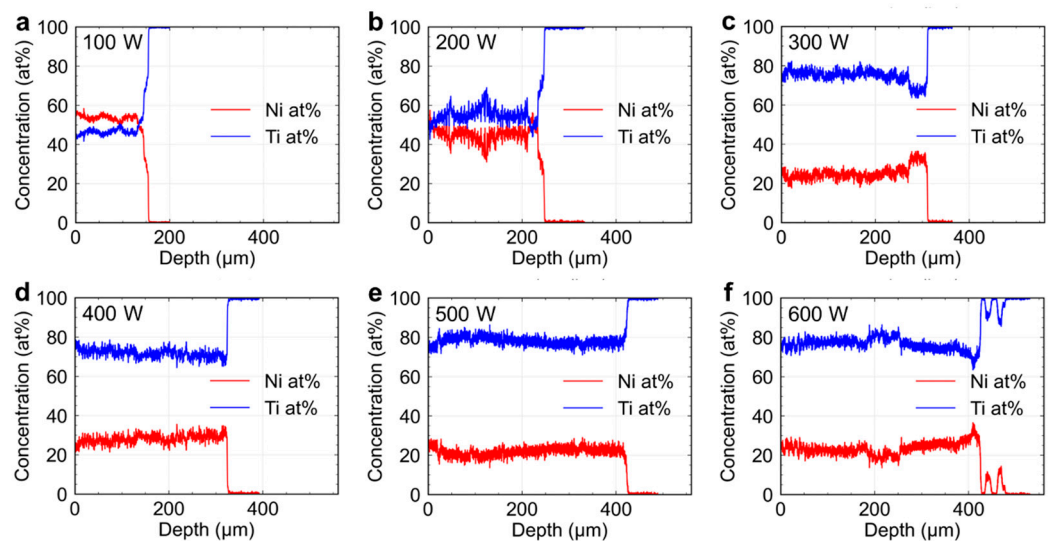 a
100 W
Concentration (at%)
100
80
60
40
20
0
Ni at%
Ti at%
0
200
400
Depth (μm)
b
200 W
Concentration (at%)
100
80
60
40
20
0
Ni at%
Ti at%
0
200
400
Depth (μm)
c
300 W
Concentration (at%)
100
80
60
40
20
0
Ni at%
Ti at%
0
200
400
Depth (μm)
d
400 W
Concentration (at%)
100
80
60
40
20
0
Ni at%
Ti at%
0
200
400
Depth (μm)
e
500 W
Concentration (at%)
100
80
60
40
20
0
Ni at%
Ti at%
0
200
400
Depth (μm)
f
600 W
Concentration (at%)
100
80
60
40
20
0
Ni at%
Ti at%
0
200
400
Depth (μm)